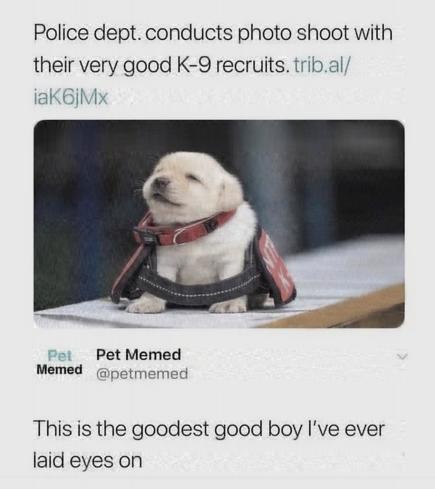 Police dept. conducts photo shoot with
their very good K-9 recruits. trib.al/
iaK6jMx
Pet Memed
Pet Memed
@petmemed
This is the goodest good boy I've ever
laid eyes on